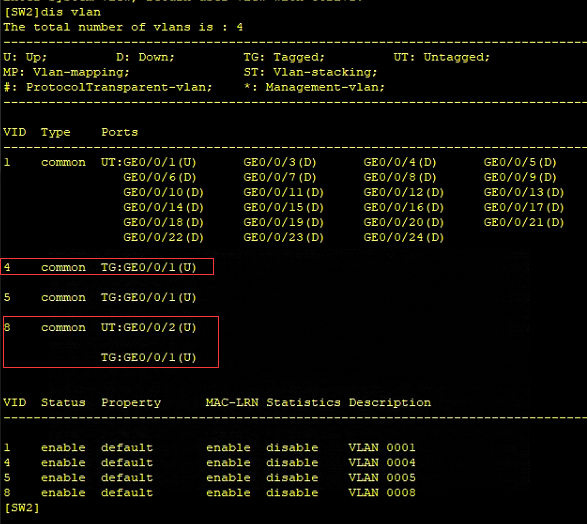 [SW2]dis vlan
The total number of vlans is : 4
--------------------------------------------------------------------------------
U: Up;         D: Down;         TG: Tagged;         UT: Untagged;
MP: Vlan-mapping;               ST: Vlan-stacking;
#: ProtocolTransparent-vlan;    *: Management-vlan;
--------------------------------------------------------------------------------
VID  Type    Ports
--------------------------------------------------------------------------------
1    common  UT:GE0/0/1(U)      GE0/0/3(D)      GE0/0/4(D)      GE0/0/5(D)
GE0/0/6(D)      GE0/0/7(D)      GE0/0/8(D)      GE0/0/9(D)
GE0/0/10(D)     GE0/0/11(D)     GE0/0/12(D)     GE0/0/13(D)
GE0/0/14(D)     GE0/0/15(D)     GE0/0/16(D)     GE0/0/17(D)
GE0/0/18(D)     GE0/0/19(D)     GE0/0/20(D)     GE0/0/21(D)
GE0/0/22(D)     GE0/0/23(D)     GE0/0/24(D)
4    common  TG:GE0/0/1(U)
5    common  TG:GE0/0/1(U)
8    common  UT:GE0/0/2(U)
TG:GE0/0/1(U)
VID  Status  Property      MAC-LRN Statistics Description
--------------------------------------------------------------------------------
1    enable  default       enable  disable    VLAN 0001
4    enable  default       enable  disable    VLAN 0004
5    enable  default       enable  disable    VLAN 0005
8    enable  default       enable  disable    VLAN 0008
[SW2]